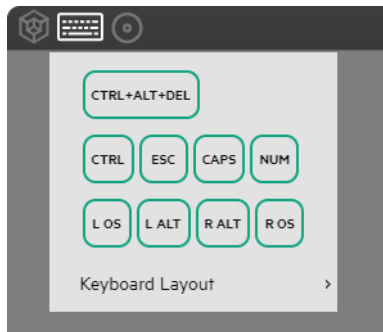 CTRL+ALT+DEL
CTRL ESC CAPS NUM
L OS L ALT R ALT R OS
Keyboard Layout >